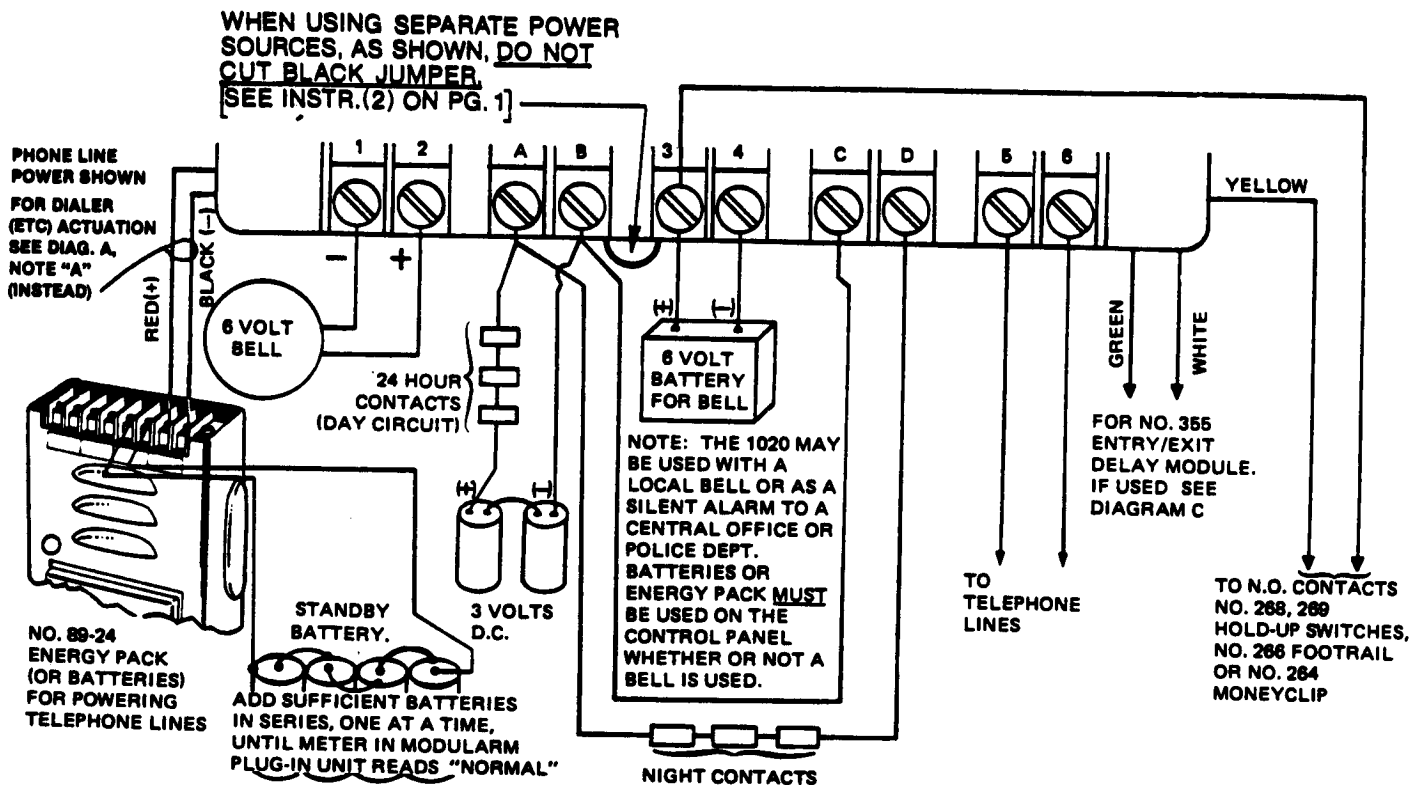 WHEN USING SEPARATE POWER
SOURCES, AS SHOWN, DO NOT
CUT BLACK JUMPER.
[SEE INSTR.(2) ON PG. 1]
PHONE LINE
POWER SHOWN
FOR DIALER
(ETC) ACTUATION
SEE DIAG. A,
NOTE "A"
(INSTEAD)
RED(+)
BLACK (–)
1
2
A
B
3
4
C
D
5
6
YELLOW
–
+
6 VOLT
BELL
24 HOUR
CONTACTS
(DAY CIRCUIT)
(+)
(–)
3 VOLTS
D.C.
(+)
(–)
6 VOLT
BATTERY
FOR BELL
NOTE: THE 1020 MAY
BE USED WITH A
LOCAL BELL OR AS A
SILENT ALARM TO A
CENTRAL OFFICE OR
POLICE DEPT.
BATTERIES OR
ENERGY PACK MUST
BE USED ON THE
CONTROL PANEL
WHETHER OR NOT A
BELL IS USED.
GREEN
WHITE
FOR NO. 355
ENTRY/EXIT
DELAY MODULE.
IF USED SEE
DIAGRAM C
TO
TELEPHONE
LINES
TO N.O. CONTACTS
NO. 268, 269
HOLD-UP SWITCHES,
NO. 266 FOOTRAIL
OR NO. 264
MONEYCLIP
NO. 89-24
ENERGY PACK
(OR BATTERIES)
FOR POWERING
TELEPHONE LINES
STANDBY
BATTERY.
ADD SUFFICIENT BATTERIES
IN SERIES, ONE AT A TIME,
UNTIL METER IN MODULARM
PLUG-IN UNIT READS "NORMAL"
NIGHT CONTACTS